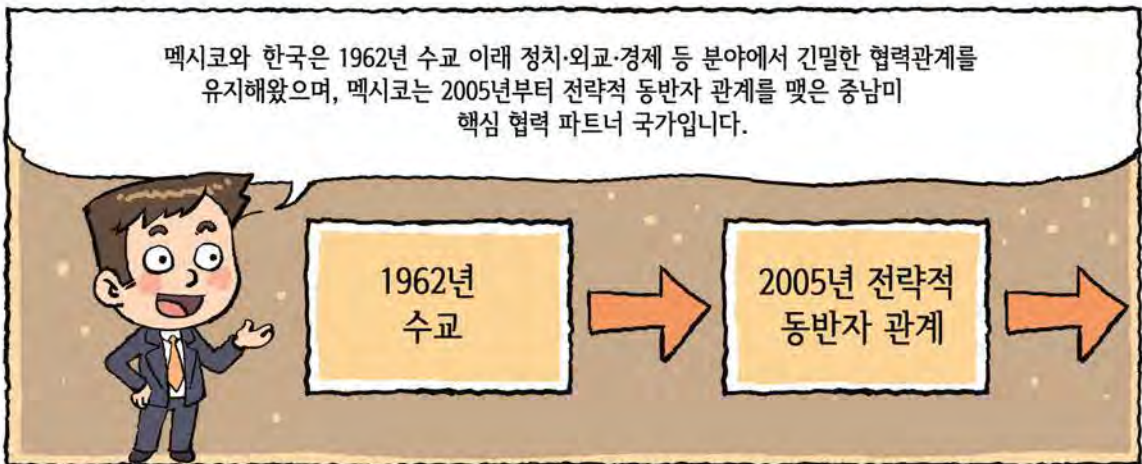 멕시코와 한국은 1962년 수교 이래 정치·외교·경제 등 분야에서 긴밀한 협력관계를
유지해왔으며, 멕시코는 2005년부터 전략적 동반자 관계를 맺은 중남미
핵심 협력 파트너 국가입니다.
1962년
수교
2005년 전략적
동반자 관계